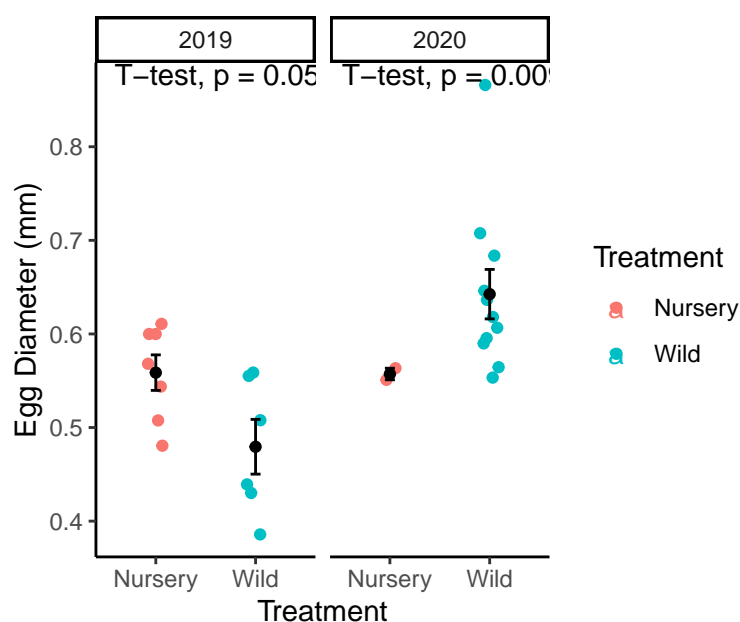 2019 2020
T−test, p = 0.05 T−test, p = 0.009
0.8
0.7
0.6
0.5
0.4
Egg Diameter (mm)
Nursery Wild Nursery Wild
Treatment
Treatment
a Nursery
a Wild